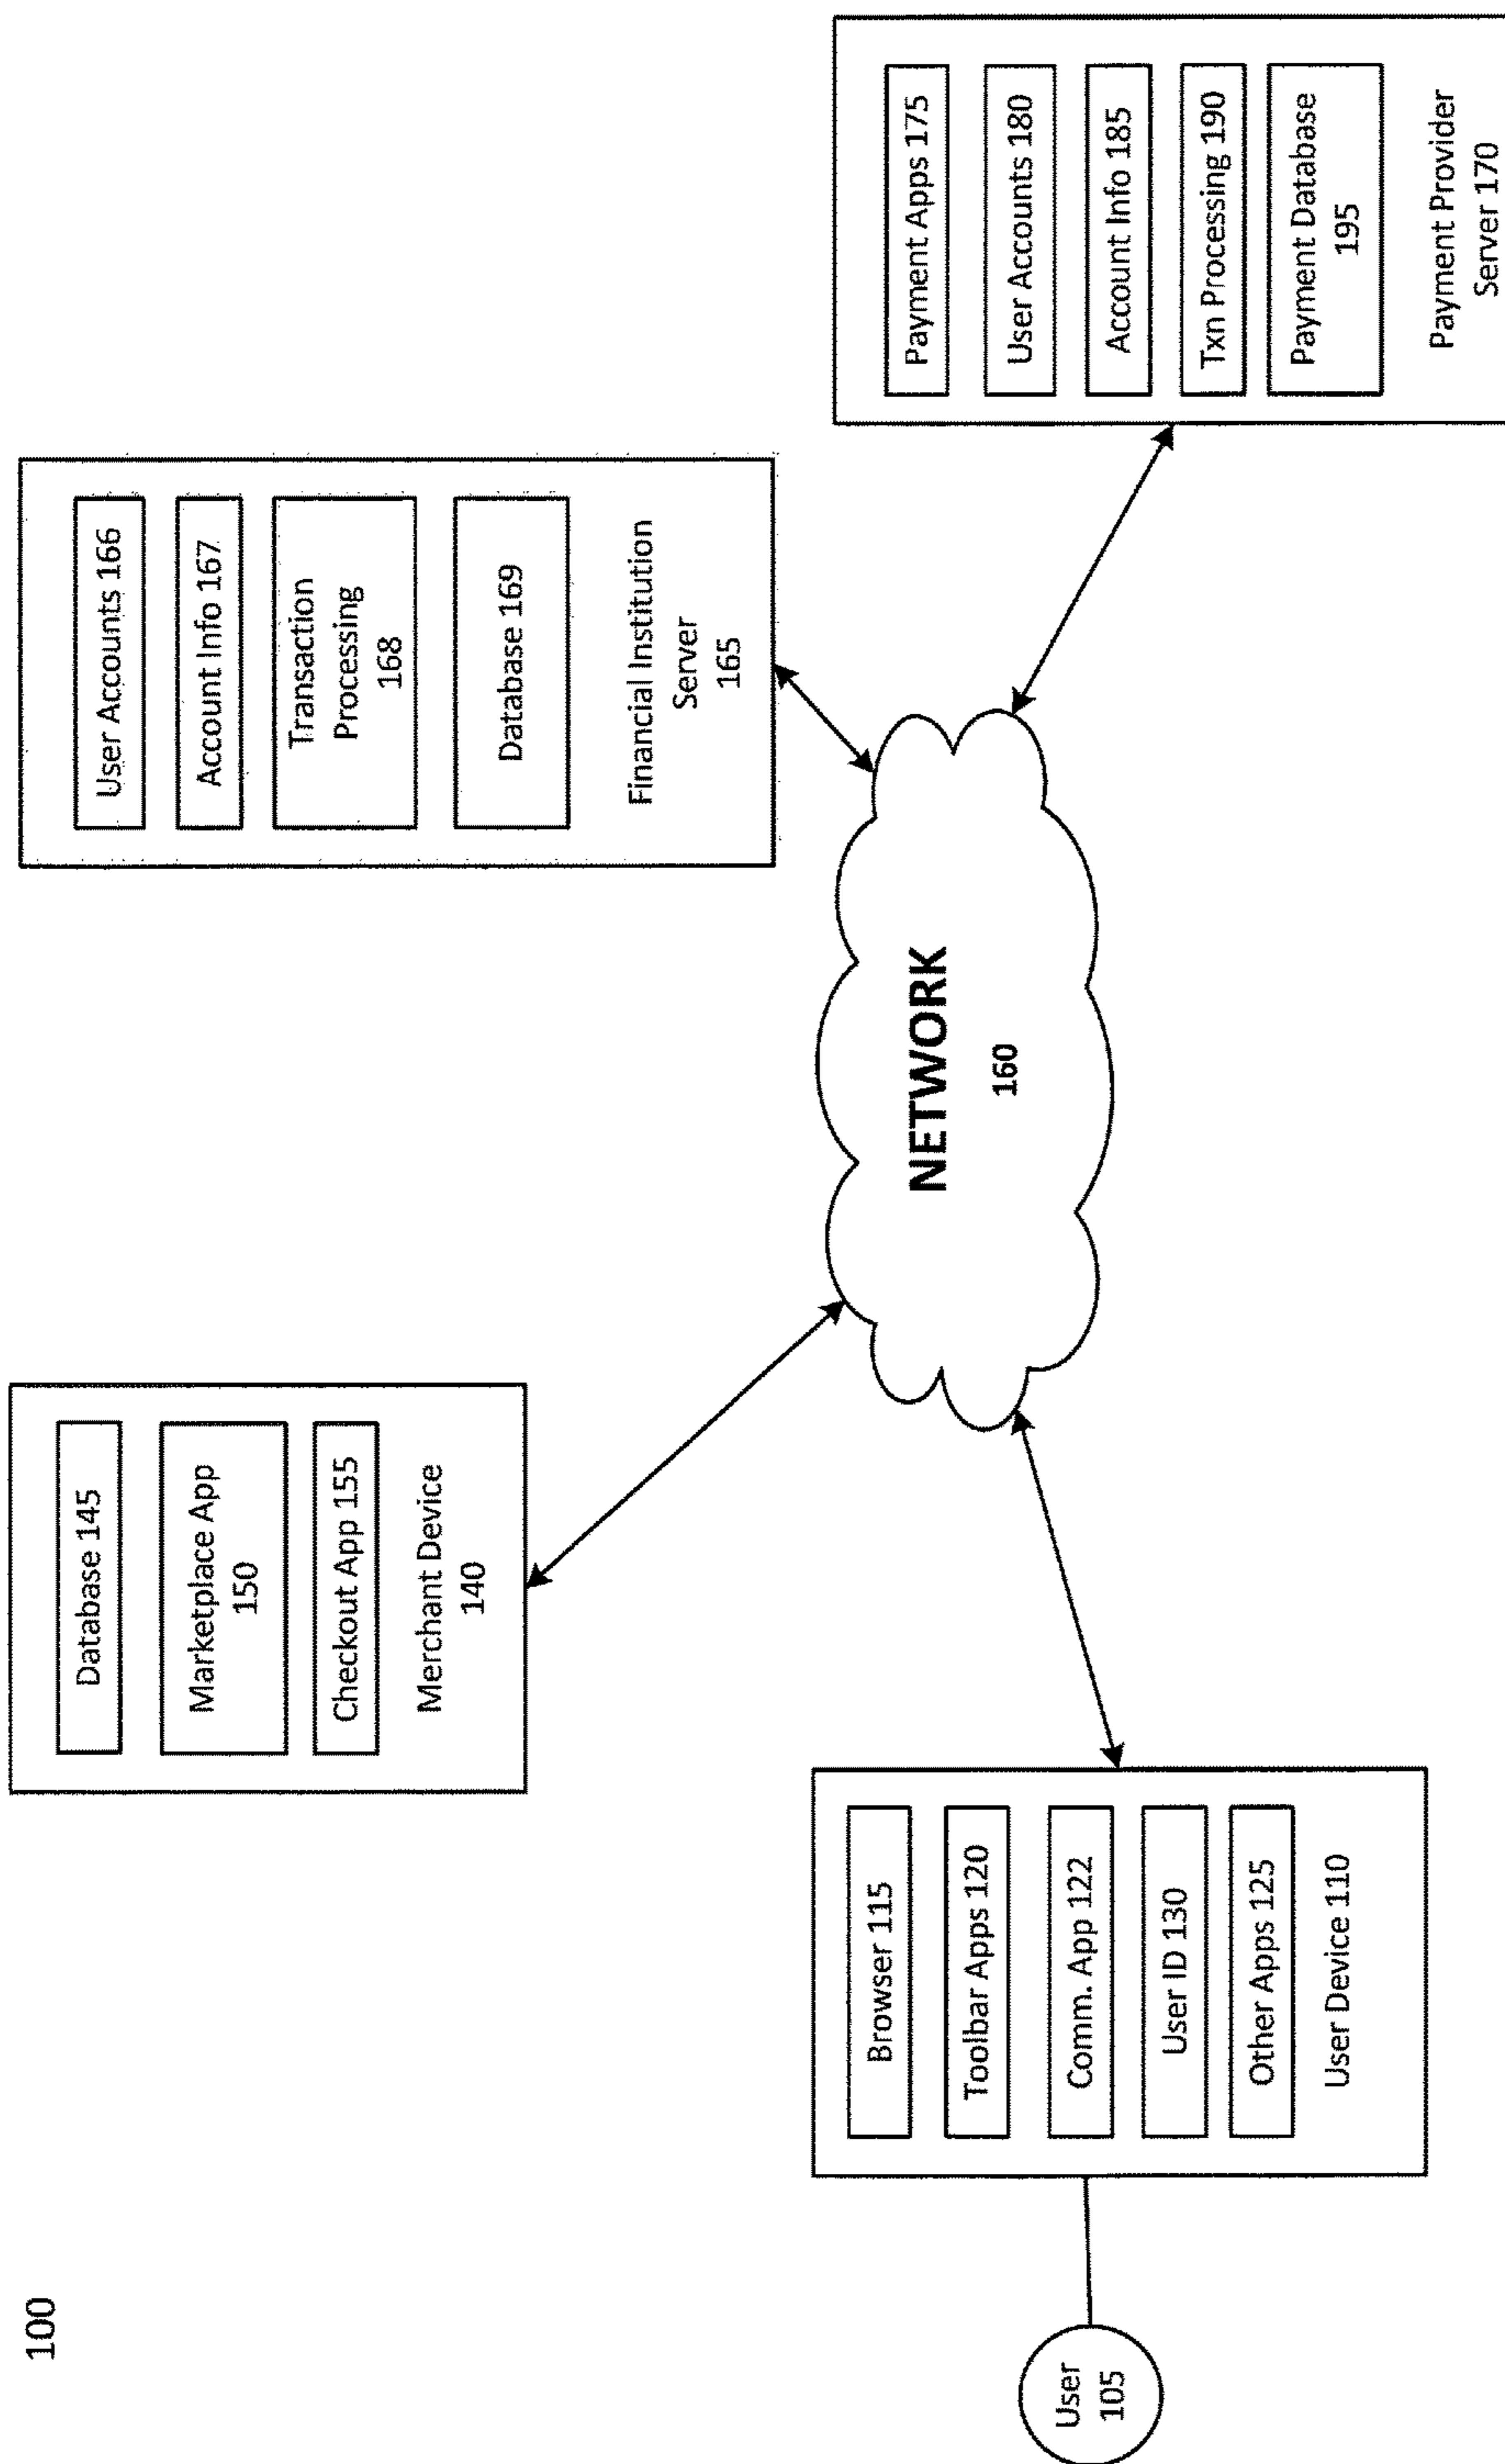 100
Database 145
Marketplace App
150
Checkout App 155
Merchant Device
140
User Accounts 166
Account Info 167
Transaction
Processing
168
Database 169
Financial Institution
Server
165
NETWORK
160
User
105
Browser 115
Toolbar Apps 120
Comm. App 122
User ID 130
Other Apps 125
User Device 110
Payment Apps 175
User Accounts 180
Account Info 185
Txn Processing 190
Payment Database
195
Payment Provider
Server 170